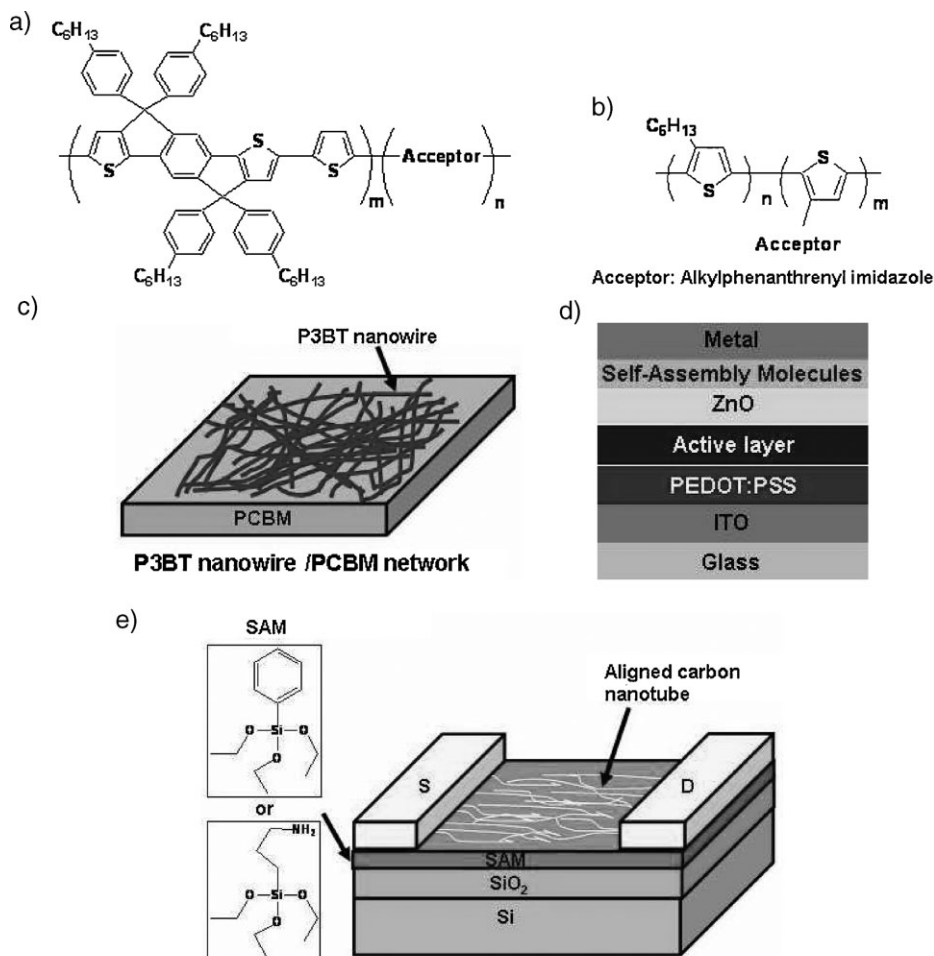 a)
C6H13
C6H13
S
S
S
m
Acceptor
n
C6H13
C6H13
b)
C6H13
S
n
S
m
Acceptor
Acceptor: Alkylphenanthrenyl imidazole
c)
P3BT nanowire
PCBM
P3BT nanowire /PCBM network
d)
Metal
Self-Assembly Molecules
ZnO
Active layer
PEDOT:PSS
ITO
Glass
e)
SAM
O Si O
O
or
NH2
O Si O
O
Aligned carbon
nanotube
S
D
SAM
SiO2
Si